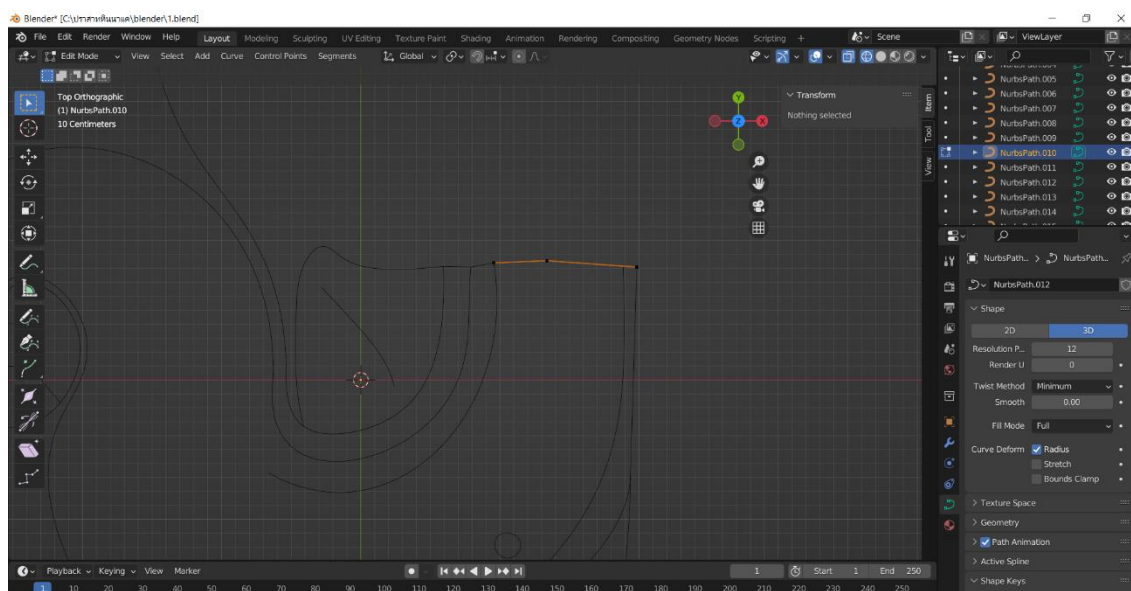 Blender* [C:\ปราสาทหินนาแค\blender\1.blend]
File Edit Render Window Help Layout Modeling Sculpting UV Editing Texture Paint Shading Animation Rendering Compositing Geometry Nodes Scripting + Scene ViewLayer
Edit Mode View Select Add Curve Control Points Segments Global
Top Orthographic
(1) NurbsPath.010
10 Centimeters
Transform
Nothing selected
Item
Tool
View
Y
Z
X
NurbsPath.005
NurbsPath.006
NurbsPath.007
NurbsPath.008
NurbsPath.009
NurbsPath.010
NurbsPath.011
NurbsPath.012
NurbsPath.013
NurbsPath.014
NurbsPath... > NurbsPath...
NurbsPath.012
Shape
2D 3D
Resolution P... 12
Render U 0
Twist Method Minimum
Smooth 0.00
Fill Mode Full
Curve Deform Radius
Stretch
Bounds Clamp
Texture Space
Geometry
Path Animation
Active Spline
Shape Keys
Playback Keying View Marker 1 Start 1 End 250
1 10 20 30 40 50 60 70 80 90 100 110 120 130 140 150 160 170 180 190 200 210 220 230 240 250